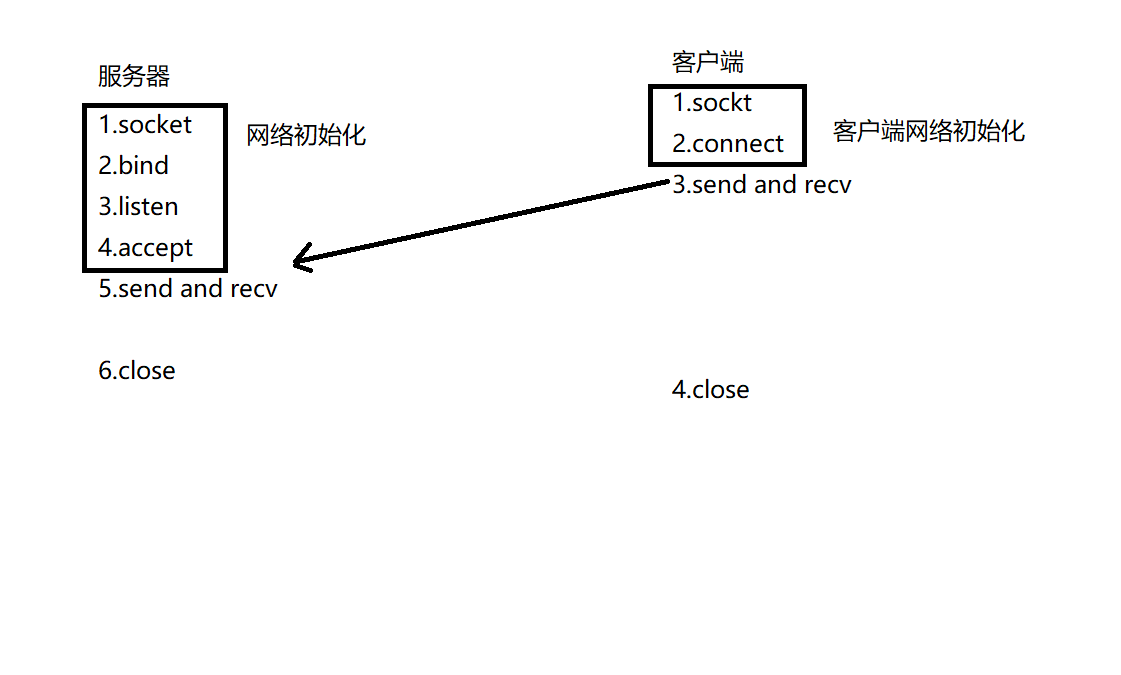 服务器
1.socket
2.bind
3.listen
4.accept
网络初始化
5.send and recv
6.close
客户端
1.sockt
2.connect
客户端网络初始化
3.send and recv
4.close